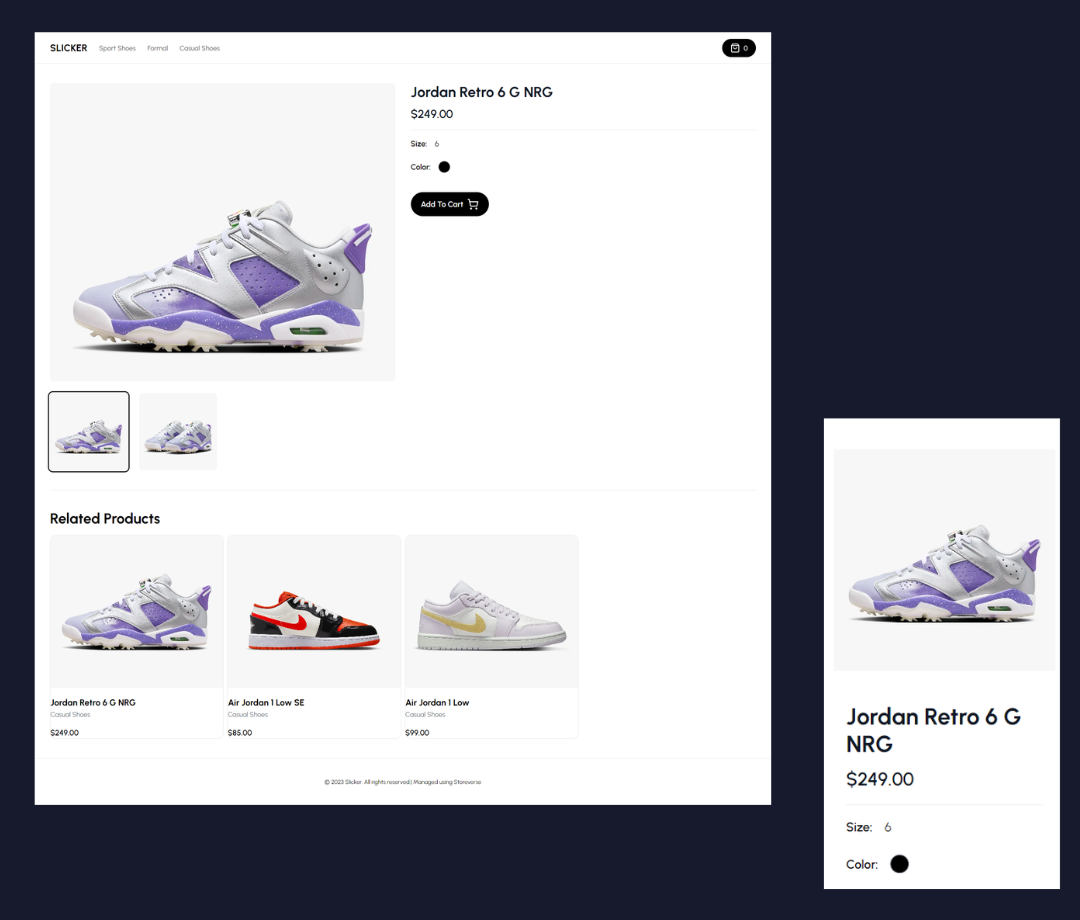 SLICKER Sport Shoes Formal Casual Shoes 0
Jordan Retro 6 G NRG
$249.00
Size: 6
Color:
Add To Cart
Related Products
Jordan Retro 6 G NRG
Casual Shoes
$249.00
Air Jordan 1 Low SE
Casual Shoes
$85.00
Air Jordan 1 Low
Casual Shoes
$99.00
© 2023 Slicker. All rights reserved | Managed using Storeverse
Jordan Retro 6 G
NRG
$249.00
Size: 6
Color: